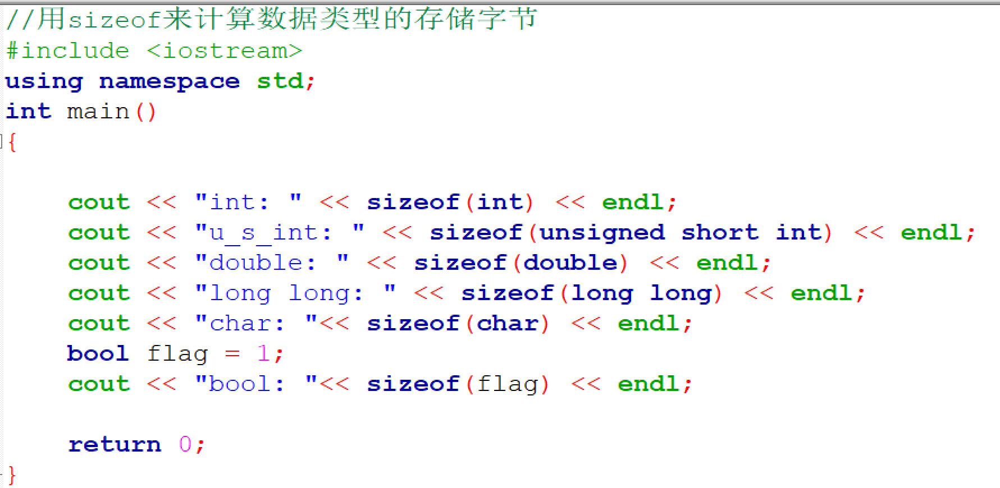 //用sizeof来计算数据类型的存储字节
#include <iostream>
using namespace std;
int main()
{
cout << "int: " << sizeof(int) << endl;
cout << "u_s_int: " << sizeof(unsigned short int) << endl;
cout << "double: " << sizeof(double) << endl;
cout << "long long: " << sizeof(long long) << endl;
cout << "char: "<< sizeof(char) << endl;
bool flag = 1;
cout << "bool: "<< sizeof(flag) << endl;
return 0;
}